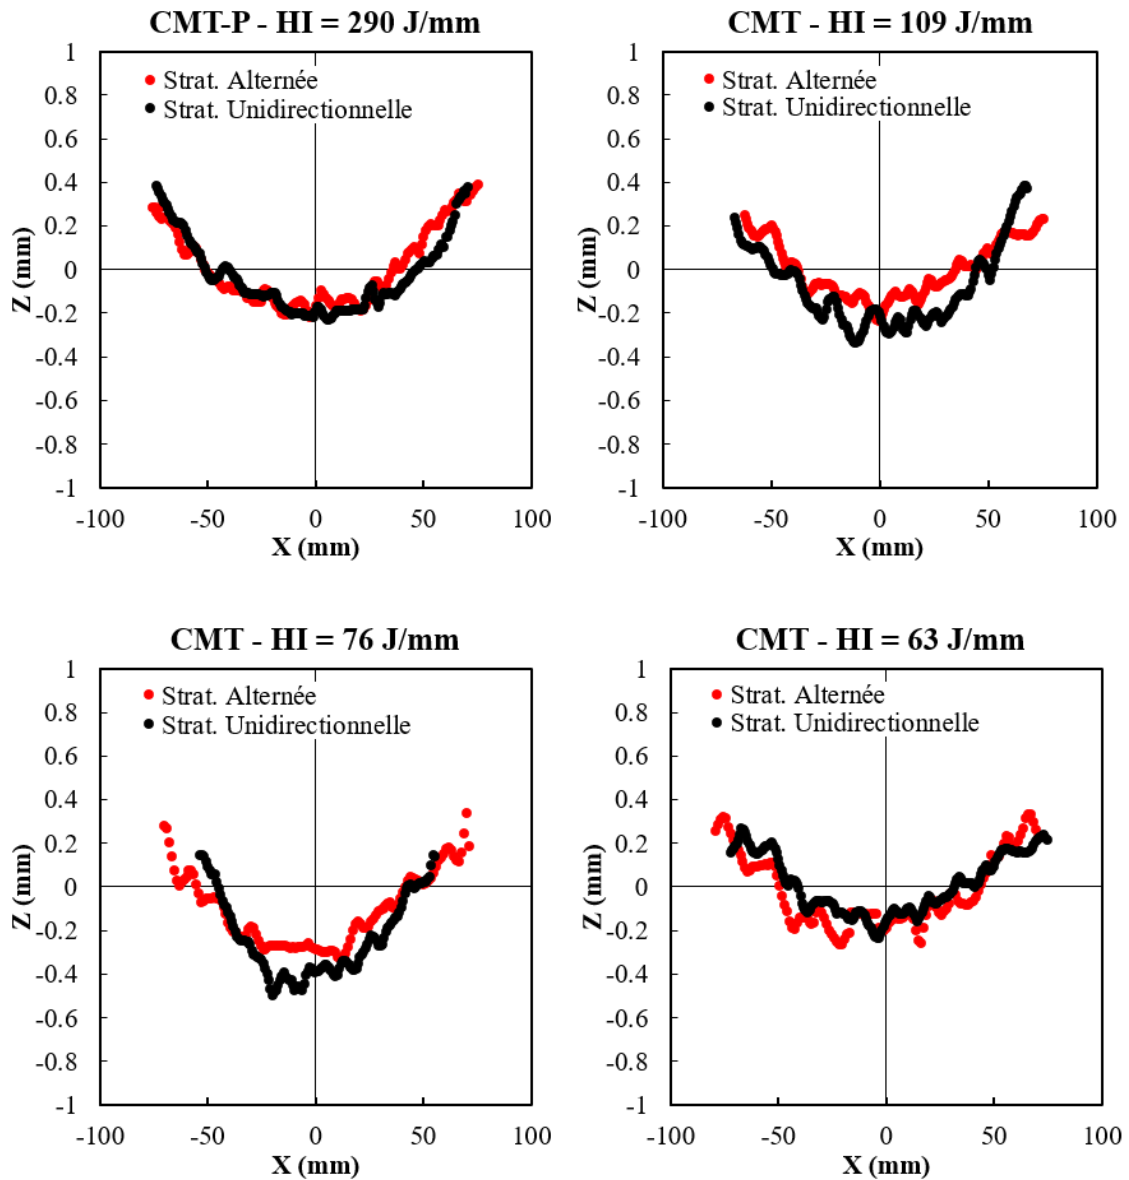 CMT-P - HI = 290 J/mm
1
0.8
0.6
0.4
0.2
0
-0.2
-0.4
-0.6
-0.8
-1
Z (mm)
Strat. Alternée
Strat. Unidirectionnelle
-100 -50 0 50 100
X (mm)
CMT - HI = 109 J/mm
1
0.8
0.6
0.4
0.2
0
-0.2
-0.4
-0.6
-0.8
-1
Z (mm)
Strat. Alternée
Strat. Unidirectionnelle
-100 -50 0 50 100
X (mm)
CMT - HI = 76 J/mm
1
0.8
0.6
0.4
0.2
0
-0.2
-0.4
-0.6
-0.8
-1
Z (mm)
Strat. Alternée
Strat. Unidirectionnelle
-100 -50 0 50 100
X (mm)
CMT - HI = 63 J/mm
1
0.8
0.6
0.4
0.2
0
-0.2
-0.4
-0.6
-0.8
-1
Z (mm)
Strat. Alternée
Strat. Unidirectionnelle
-100 -50 0 50 100
X (mm)